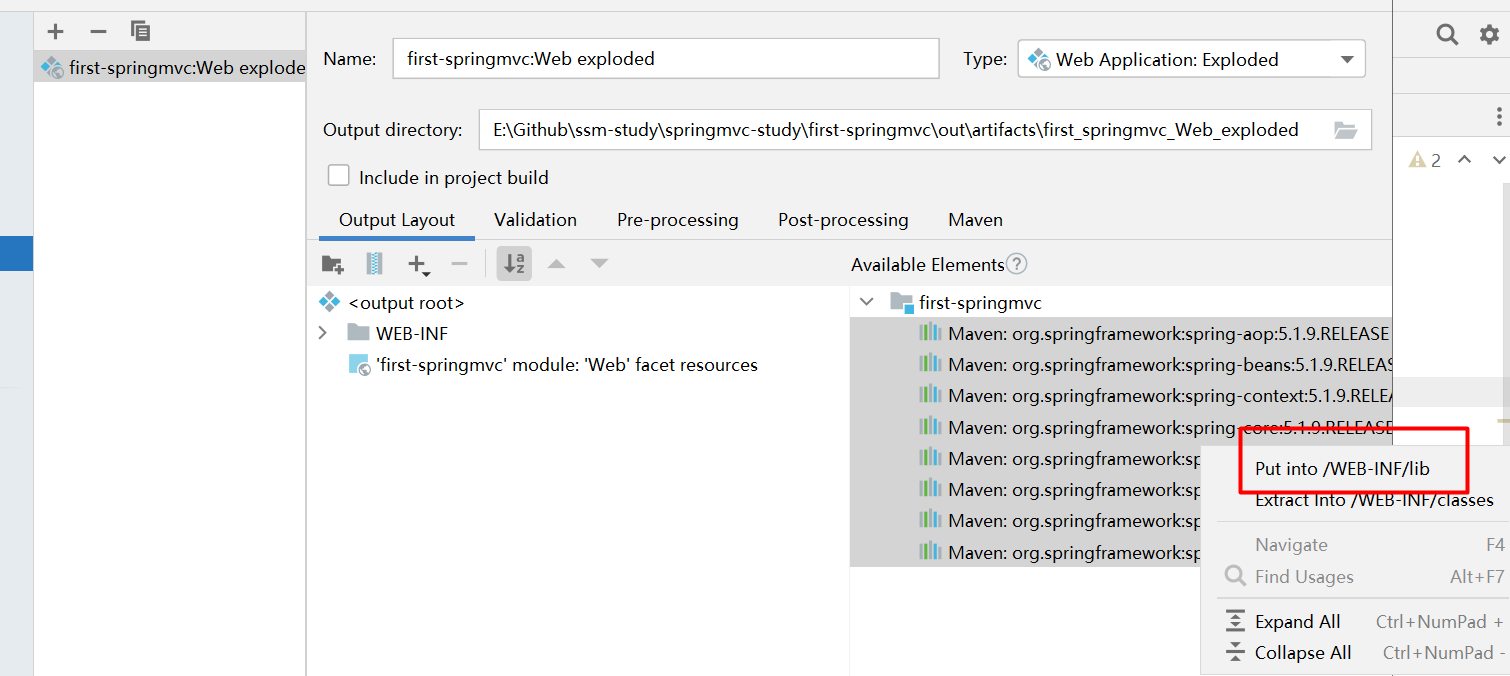 Name:
first-springmvc:Web exploded
Type:
Web Application: Exploded
first-springmvc:Web explode
Output directory:
E:\Github\ssm-study\springmvc-study\first-springmvc\out\artifacts\first_springmvc_Web_exploded
Include in project build
2
Output Layout
Validation
Pre-processing
Post-processing
Maven
Available Elements
<output root>
WEB-INF
'first-springmvc' module: 'Web' facet resources
first-springmvc
Maven: org.springframework:spring-aop:5.1.9.RELEASE
Maven: org.springframework:spring-beans:5.1.9.RELEAS
Maven: org.springframework:spring-context:5.1.9.RELEA
Maven: org.springframework:spring-core:5.1.9.RELEASE
Maven: org.springframework:sp
Maven: org.springframework:sp
Maven: org.springframework:sp
Maven: org.springframework:sp
Put into /WEB-INF/lib
Extract Into /WEB-INF/classes
Navigate F4
Find Usages Alt+F7
Expand All Ctrl+NumPad +
Collapse All Ctrl+NumPad -